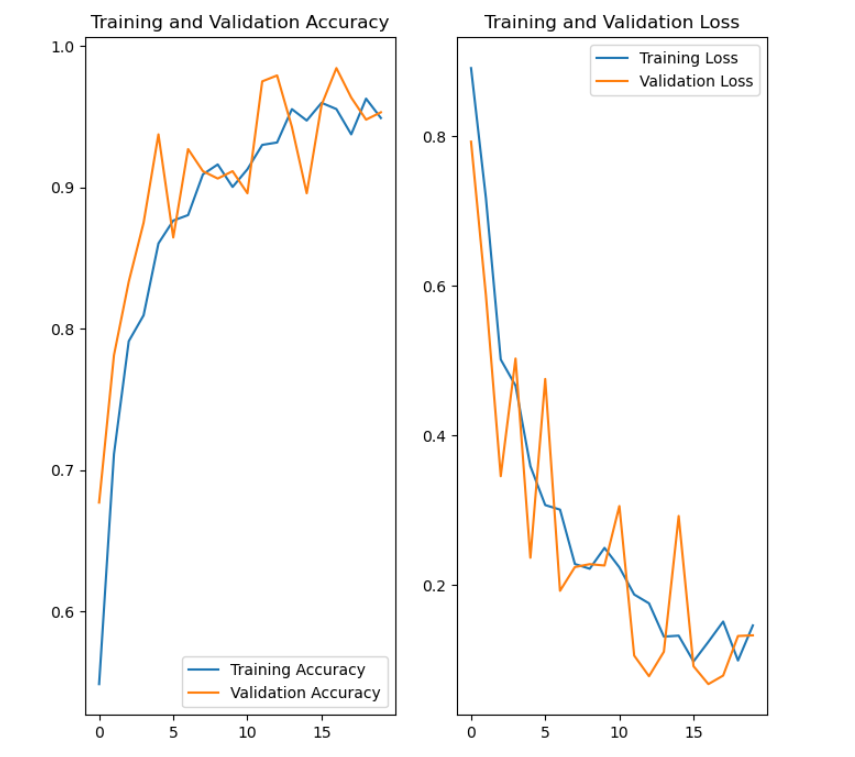 Training and Validation Accuracy
1.0
0.9
0.8
0.7
0.6
0 5 10 15
Training Accuracy
Validation Accuracy
Training and Validation Loss
0.8
0.6
0.4
0.2
0 5 10 15
Training Loss
Validation Loss